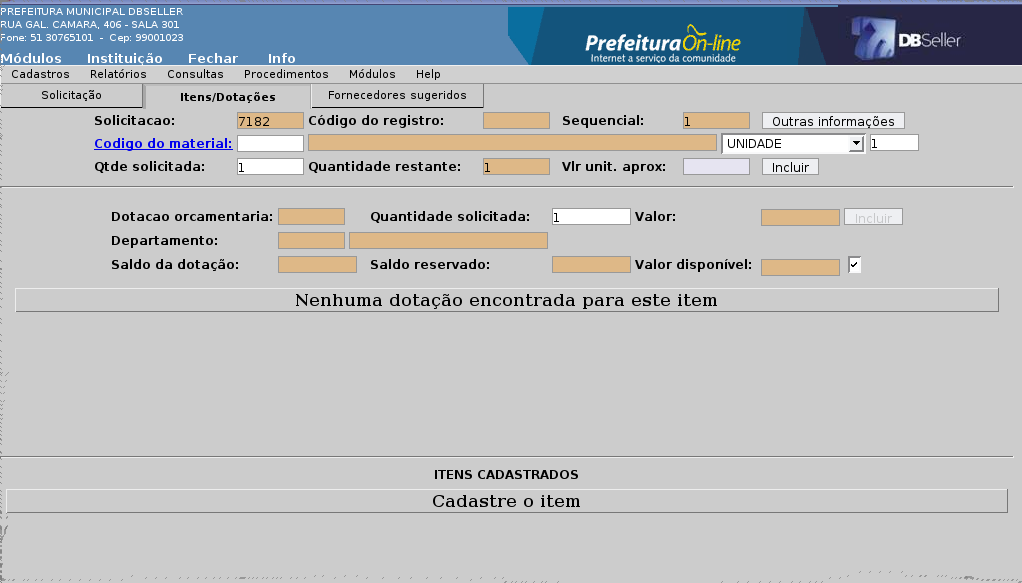 PREFEITURA MUNICIPAL DBSELLER
RUA GAL. CAMARA, 406 - SALA 301
Fone: 51 30765101 - Cep: 99001023
PrefeituraOn-line
Internet a serviço da comunidade
DBSeller
Módulos Instituição Fechar Info
Cadastros Relatórios Consultas Procedimentos Módulos Help
Solicitação Itens/Dotações Fornecedores sugeridos
Solicitacao: 7182 Código do registro: Sequencial: 1 Outras informações
Codigo do material: UNIDADE 1
Qtde solicitada: 1 Quantidade restante: 1 Vlr unit. aprox: Incluir
Dotacao orcamentaria: Quantidade solicitada: 1 Valor: Incluir
Departamento:
Saldo da dotação: Saldo reservado: Valor disponível:
Nenhuma dotação encontrada para este item
ITENS CADASTRADOS
Cadastre o item